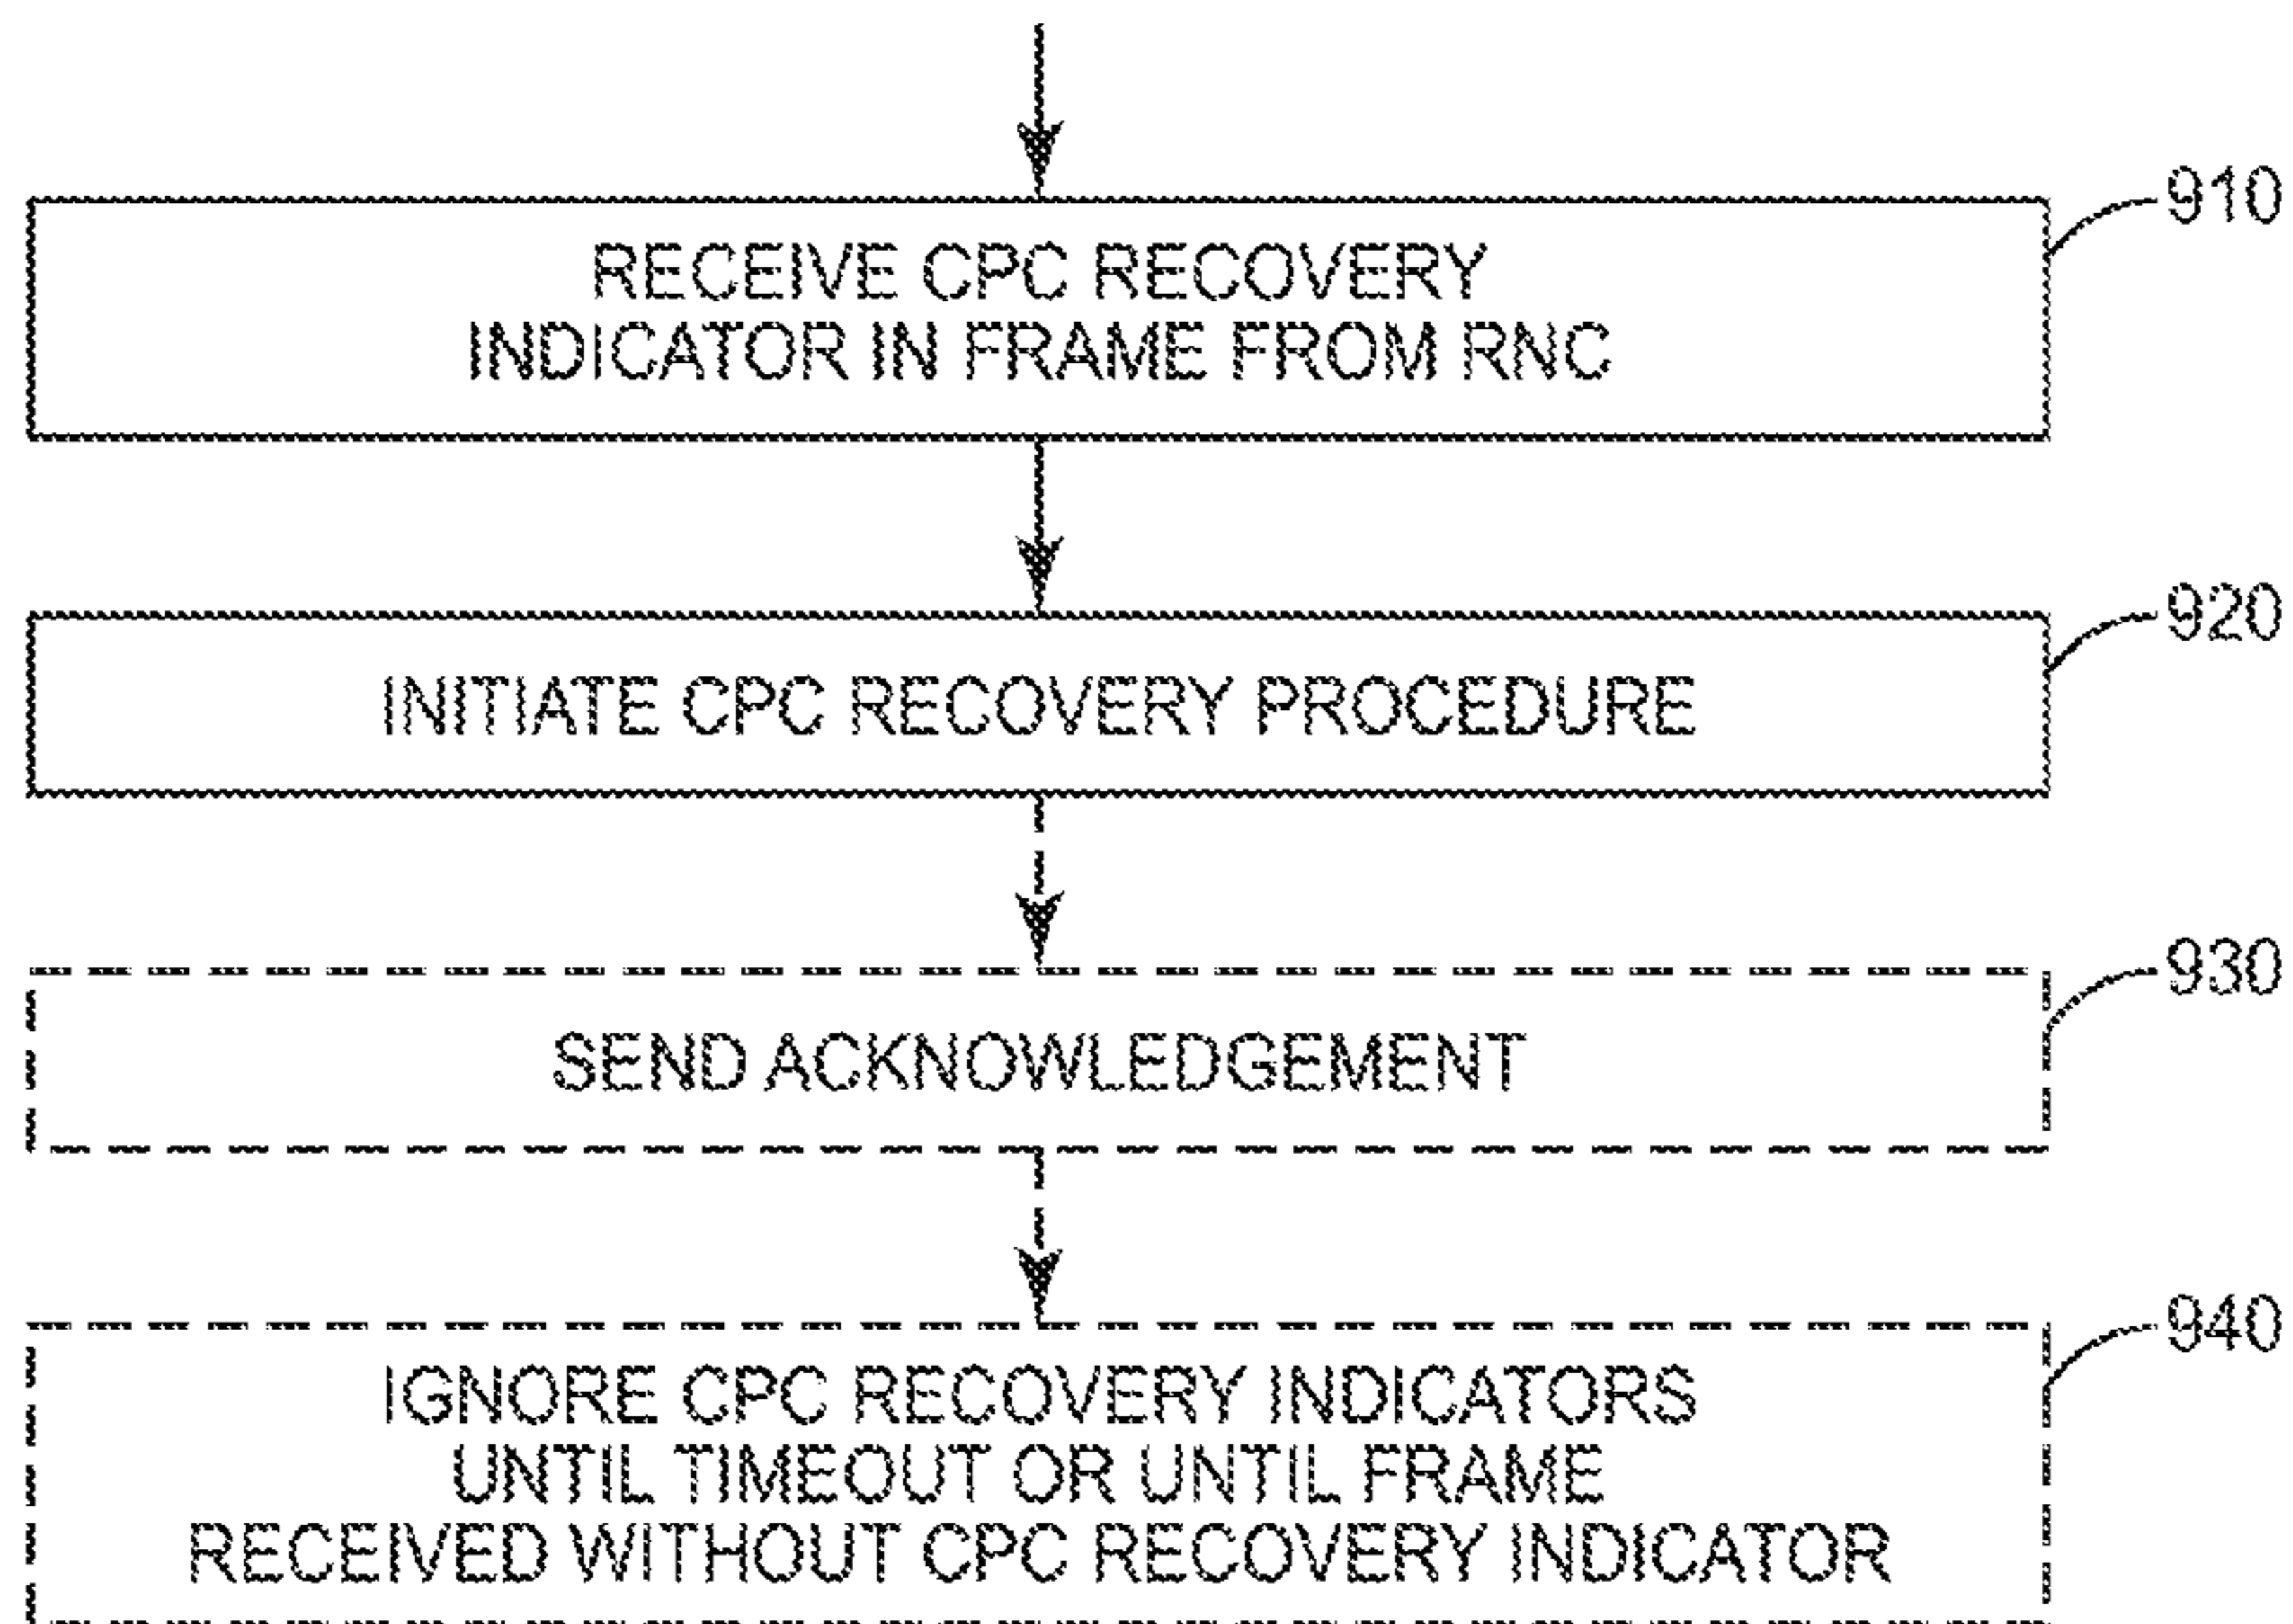 910
RECEIVE CPC RECOVERY
INDICATOR IN FRAME FROM RNC
920
INITIATE CPC RECOVERY PROCEDURE
930
SEND ACKNOWLEDGEMENT
940
IGNORE CPC RECOVERY INDICATORS
UNTIL TIMEOUT OR UNTIL FRAME
RECEIVED WITHOUT CPC RECOVERY INDICATOR